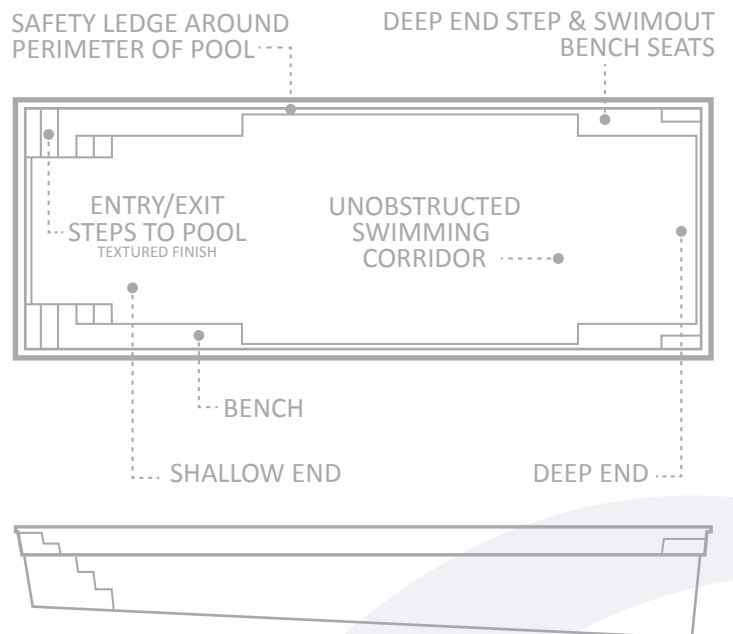 SAFETY LEDGE AROUND
PERIMETER OF POOL
DEEP END STEP & SWIMOUT
BENCH SEATS
ENTRY/EXIT
STEPS TO POOL
TEXTURED FINISH
UNOBSTRUCTED
SWIMMING
CORRIDOR
BENCH
SHALLOW END
DEEP END